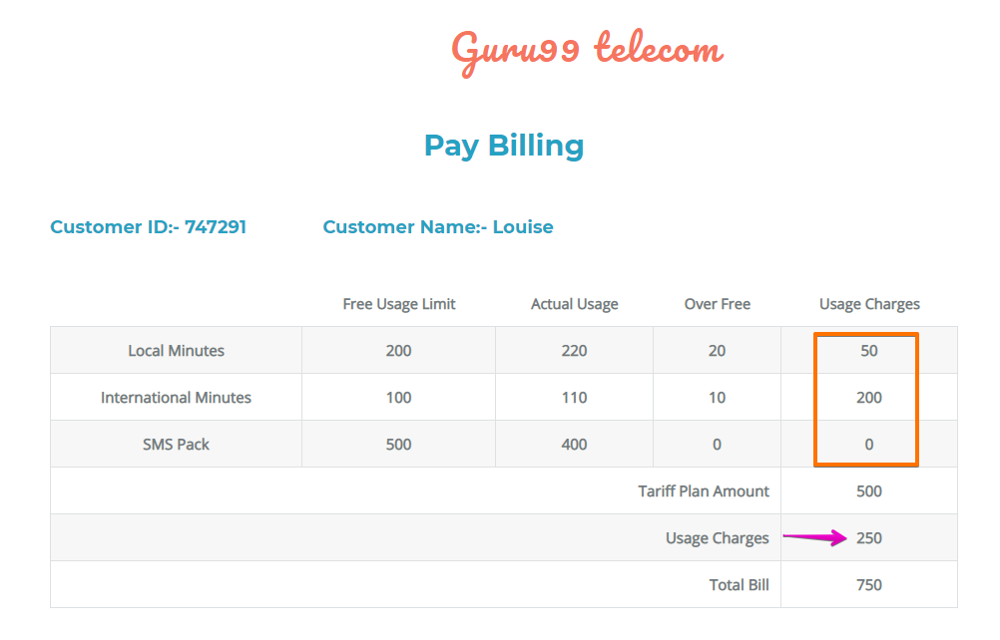 Guru99 telecom
Pay Billing
Customer ID:- 747291 Customer Name:- Louise
Free Usage Limit Actual Usage Over Free Usage Charges
Local Minutes 200 220 20 50
International Minutes 100 110 10 200
SMS Pack 500 400 0 0
Tariff Plan Amount 500
Usage Charges 250
Total Bill 750